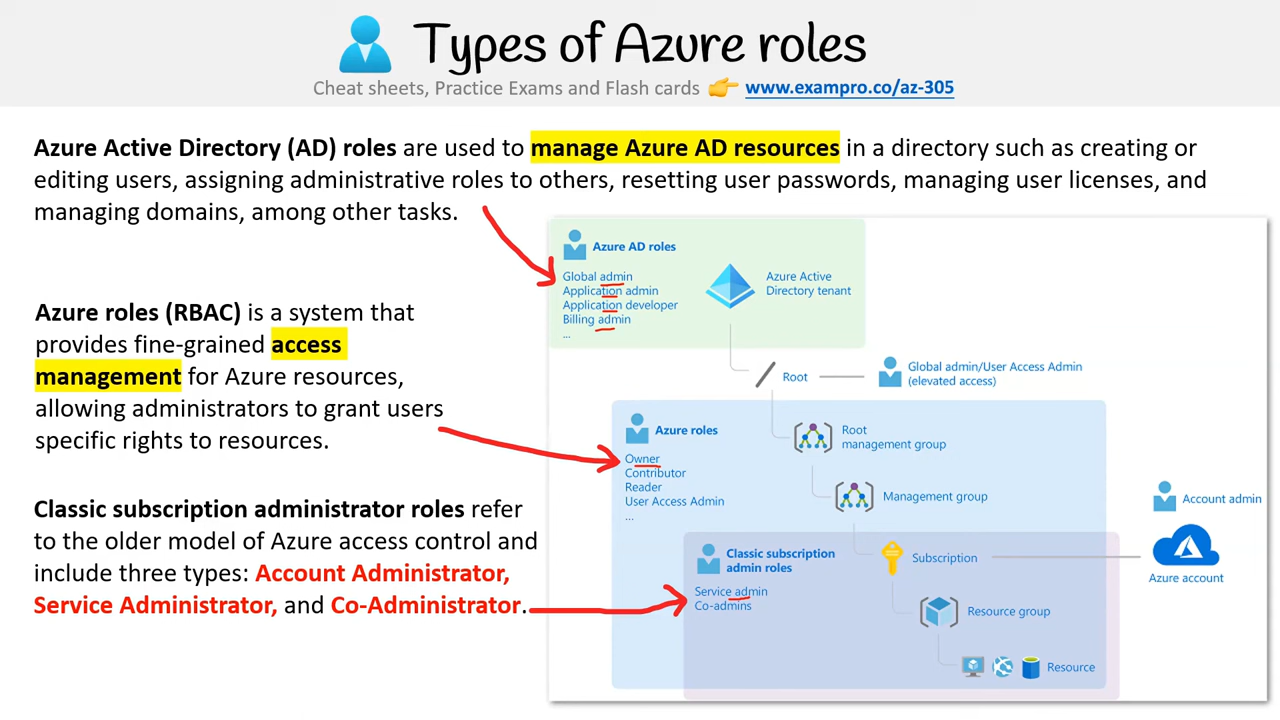 Types of Azure roles
Cheat sheets, Practice Exams and Flash cards 👉 www.exampro.co/az-305
Azure Active Directory (AD) roles are used to manage Azure AD resources in a directory such as creating or
editing users, assigning administrative roles to others, resetting user passwords, managing user licenses, and
managing domains, among other tasks.
Azure roles (RBAC) is a system that
provides fine-grained access
management for Azure resources,
allowing administrators to grant users
specific rights to resources.
Classic subscription administrator roles refer
to the older model of Azure access control and
include three types: Account Administrator,
Service Administrator, and Co-Administrator.
Azure AD roles
Global admin
Application admin
Application developer
Billing admin
...
Azure Active
Directory tenant
Root
Global admin/User Access Admin
(elevated access)
Azure roles
Owner
Contributor
Reader
User Access Admin
...
Root
management group
Management group
Account admin
Azure account
Classic subscription
admin roles
Service admin
Co-admins
Subscription
Resource group
Resource